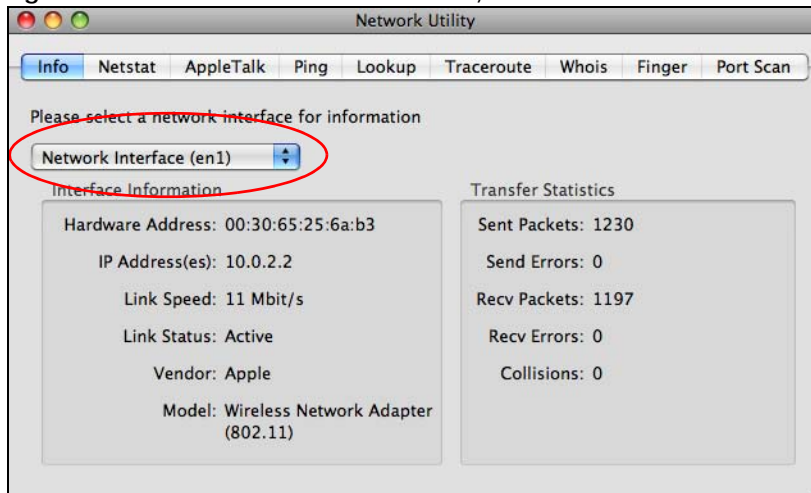 Network Utility
Info Netstat AppleTalk Ping Lookup Traceroute Whois Finger Port Scan
Please select a network interface for information
Network Interface (en1)
Interface Information
Hardware Address: 00:30:65:25:6a:b3
IP Address(es): 10.0.2.2
Link Speed: 11 Mbit/s
Link Status: Active
Vendor: Apple
Model: Wireless Network Adapter
(802.11)
Transfer Statistics
Sent Packets: 1230
Send Errors: 0
Recv Packets: 1197
Recv Errors: 0
Collisions: 0